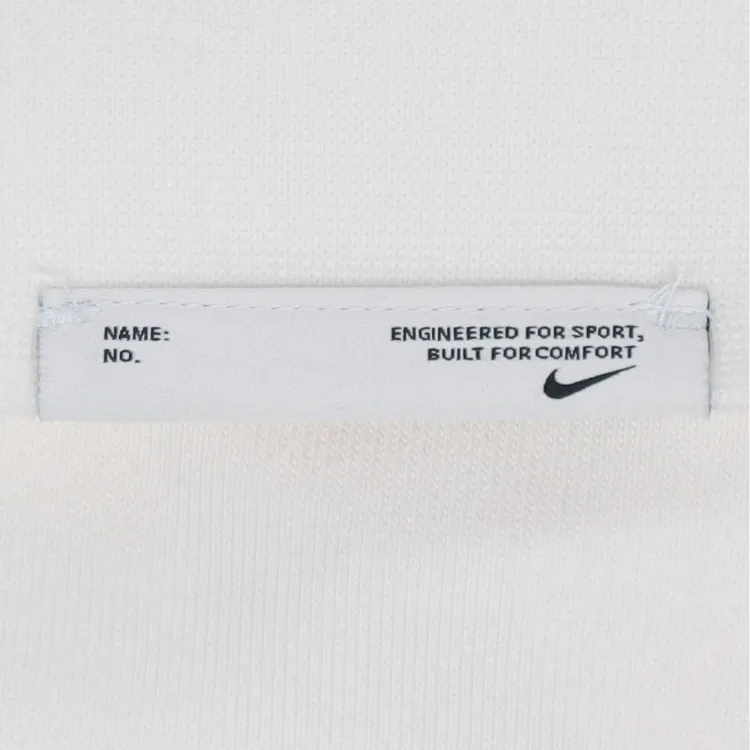 NAME:
NO.
ENGINEERED FOR SPORT,
BUILT FOR COMFORT